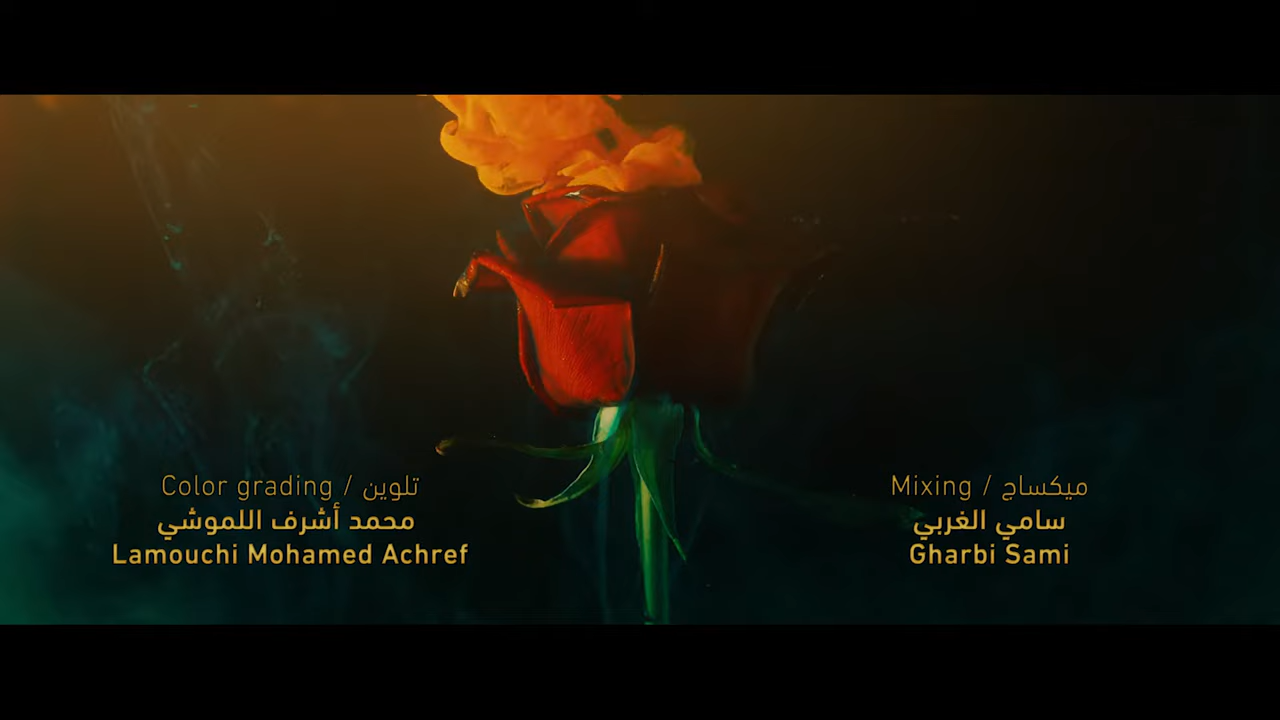 Color grading / تلوين
محمد أشرف اللموشي
Lamouchi Mohamed Achref
Mixing / ميكساج
سامي الغربي
Gharbi Sami